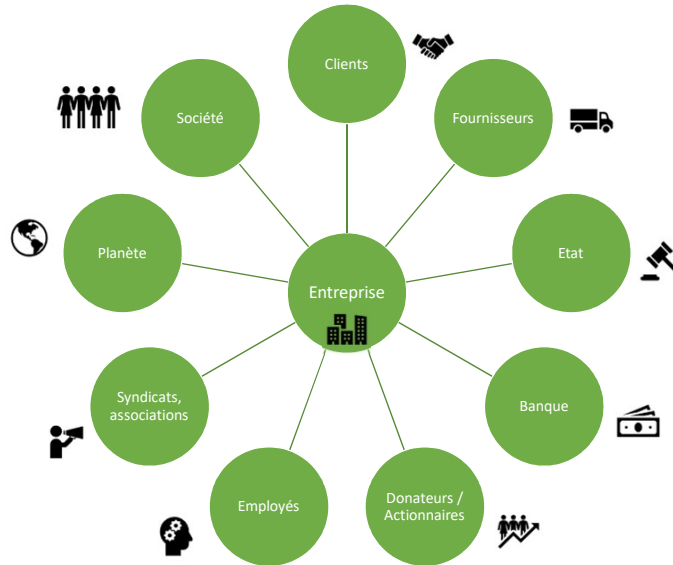 Clients
Société
Fournisseurs
Planète
Etat
Entreprise
Syndicats,
associations
Banque
Employés
Donateurs /
Actionnaires